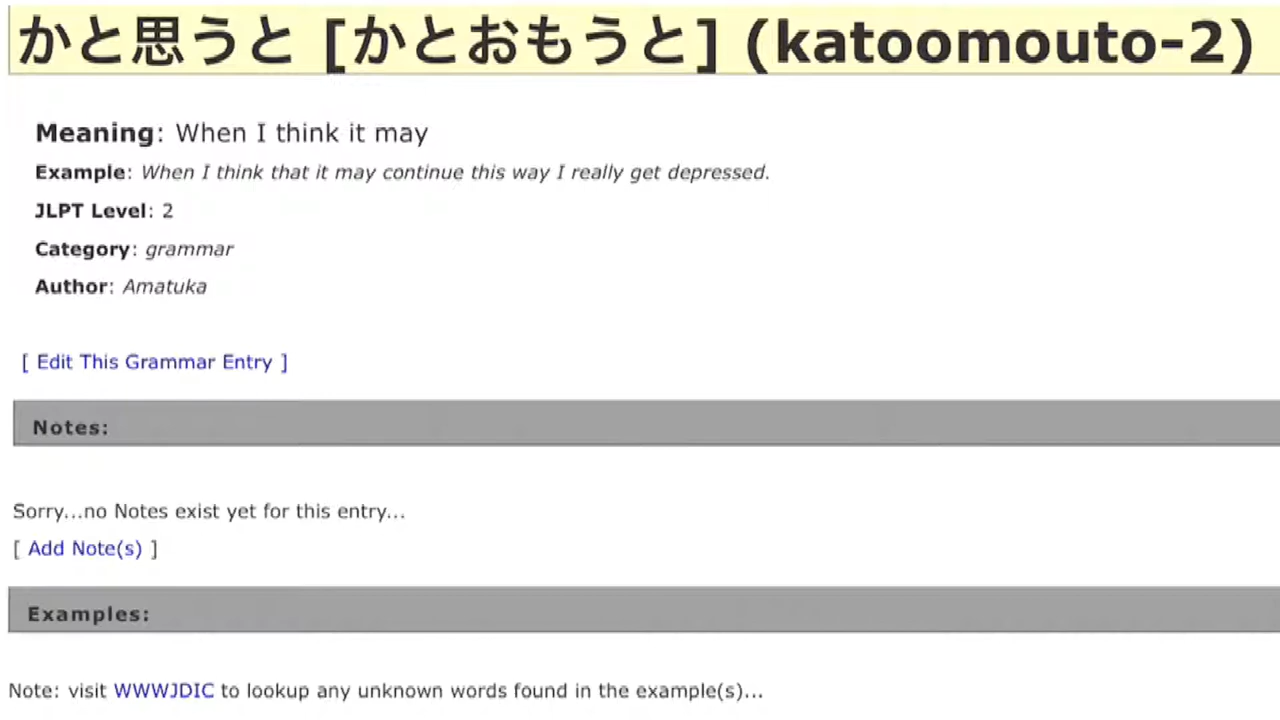 かと思うと [かとおもうと] (katoomouto-2)
Meaning: When I think it may
Example: When I think that it may continue this way I really get depressed.
JLPT Level: 2
Category: grammar
Author: Amatuka
[ Edit This Grammar Entry ]
Notes:
Sorry...no Notes exist yet for this entry...
[ Add Note(s) ]
Examples:
Note: visit WWWJDIC to lookup any unknown words found in the example(s)...